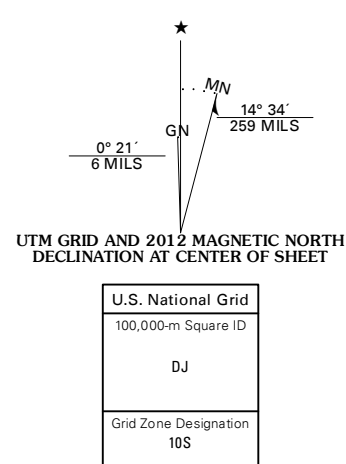 ★
MN
14° 34´
259 MILS
GN
0° 21´
6 MILS
UTM GRID AND 2012 MAGNETIC NORTH
DECLINATION AT CENTER OF SHEET
U.S. National Grid
100,000-m Square ID
DJ
Grid Zone Designation
10S